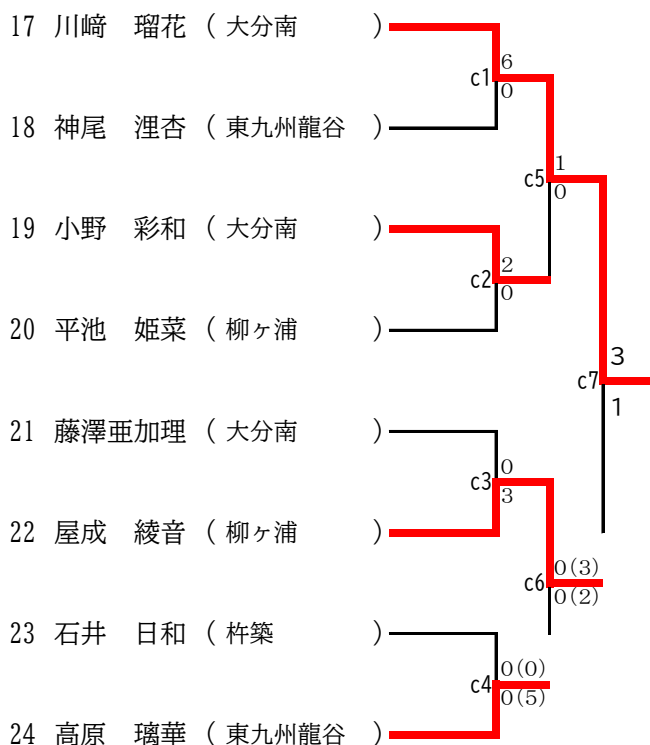 17 川﨑 瑠花 ( 大分南 )
6
c1
0
18 神尾 浬杏 ( 東九州龍谷 )
1
c5
0
19 小野 彩和 ( 大分南 )
2
c2
0
20 平池 姫菜 ( 柳ヶ浦 )
3
c7
1
21 藤澤亜加理 ( 大分南 )
0
c3
3
22 屋成 綾音 ( 柳ヶ浦 )
0(3)
c6
0(2)
23 石井 日和 ( 杵築 )
0(0)
c4
0(5)
24 高原 璃華 ( 東九州龍谷 )